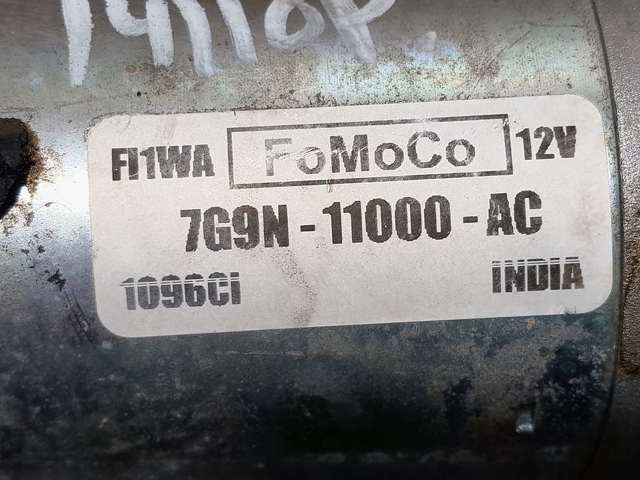 FI1WA FoMoCo 12V
7G9N - 11000 - AC
1096Ci INDIA